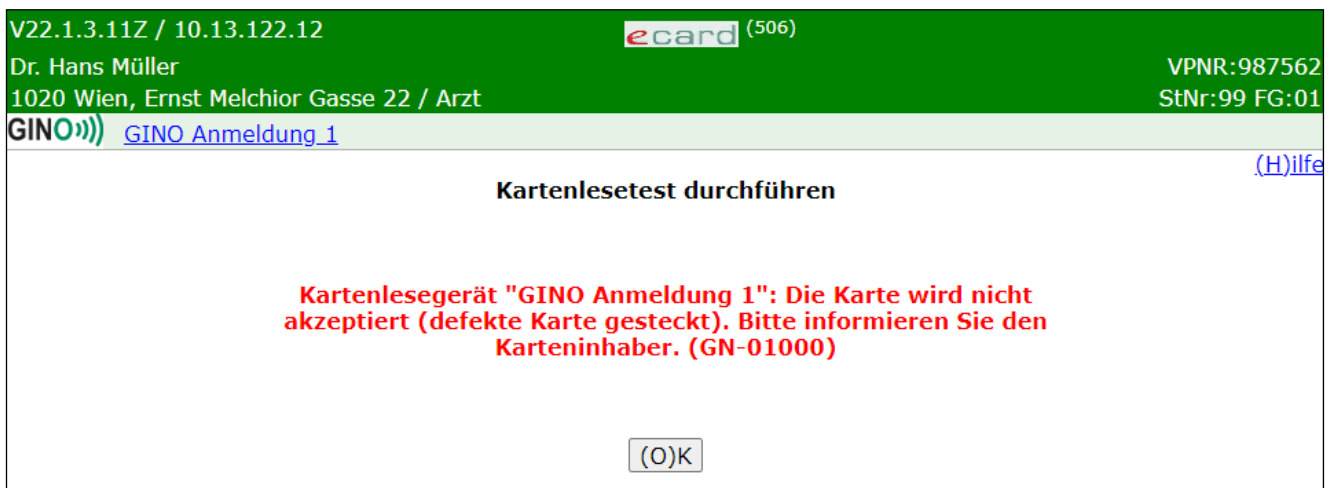 V22.1.3.11Z / 10.13.122.12 ecard (506)
Dr. Hans Müller VPNR:987562
1020 Wien, Ernst Melchior Gasse 22 / Arzt StNr:99 FG:01
GINO GINO Anmeldung 1
(H)ilfe
Kartenlesetest durchführen
Kartenlesegerät "GINO Anmeldung 1": Die Karte wird nicht
akzeptiert (defekte Karte gesteckt). Bitte informieren Sie den
Karteninhaber. (GN-01000)
(O)K